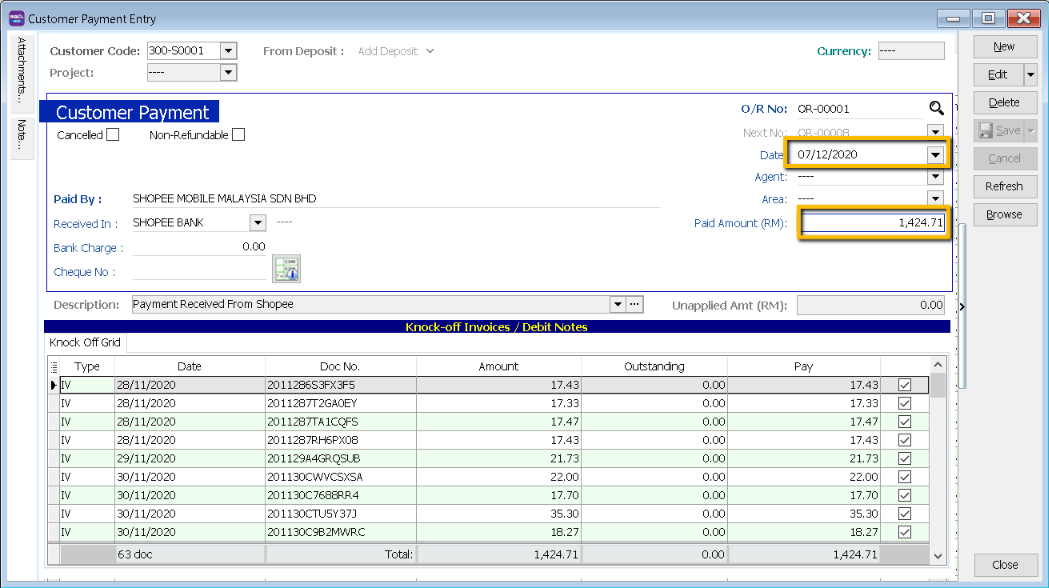 Customer Payment Entry
Attachments...
Note...
Customer Code: 300-S0001 From Deposit : Add Deposit Currency: ----
Project: ----
Customer Payment
Cancelled Non-Refundable
O/R No: OR-00001
Next No: OR-00008
Date: 07/12/2020
Agent: ----
Area: ----
Paid By : SHOPEE MOBILE MALAYSIA SDN BHD
Received In : SHOPEE BANK ----
Paid Amount (RM): 1,424.71
Bank Charge : 0.00
Cheque No :
Description: Payment Received From Shopee ... Unapplied Amt (RM): 0.00
Knock-off Invoices / Debit Notes
Knock Off Grid
Type Date Doc No. Amount Outstanding Pay
IV 28/11/2020 2011286S3FX3F5 17.43 0.00 17.43
IV 28/11/2020 2011287T2GA0EY 17.33 0.00 17.33
IV 28/11/2020 2011287TA1CQFS 17.47 0.00 17.47
IV 28/11/2020 2011287RH6PX08 17.43 0.00 17.43
IV 29/11/2020 201129A4GRQSUB 21.73 0.00 21.73
IV 30/11/2020 201130CWVCSXSA 22.00 0.00 22.00
IV 30/11/2020 201130C7688RR4 17.70 0.00 17.70
IV 30/11/2020 201130CTU5Y37J 35.30 0.00 35.30
IV 30/11/2020 201130C9B2MWRC 18.27 0.00 18.27
63 doc Total: 1,424.71 0.00 1,424.71
New
Edit
Delete
Save
Cancel
Refresh
Browse
Close